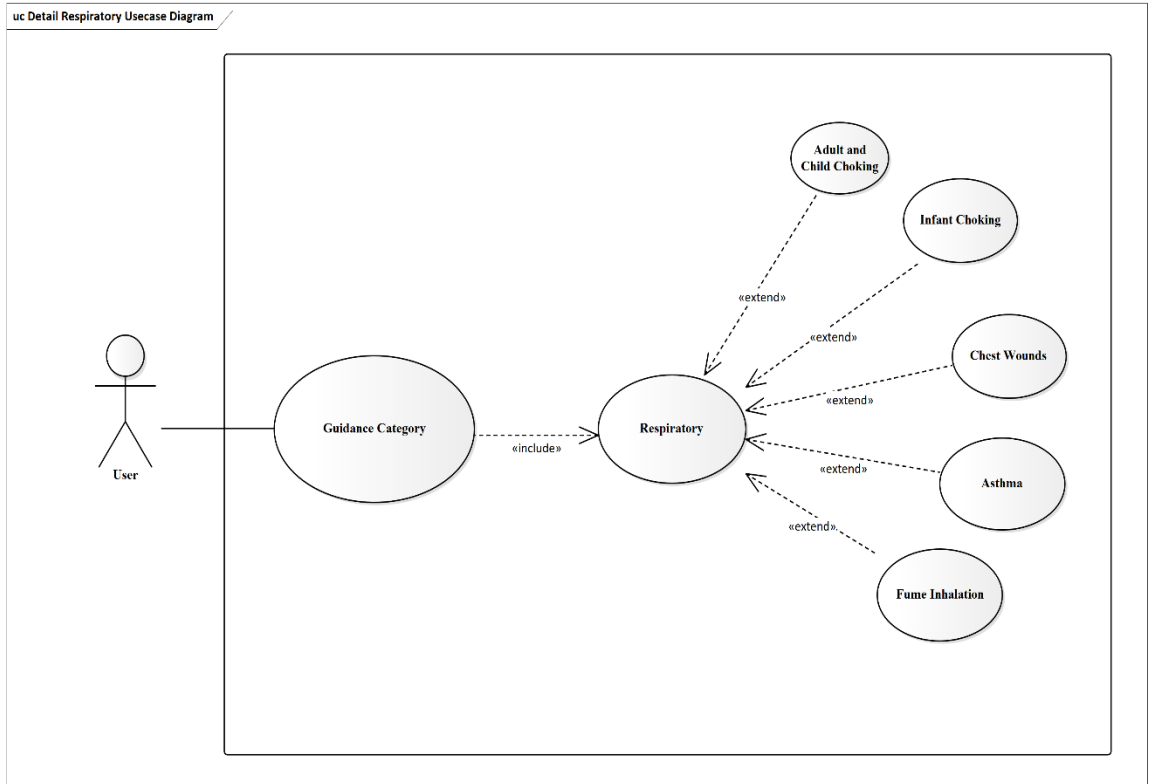 uc Detail Respiratory Usecase Diagram
Adult and
Child Choking
Infant Choking
«extend»
«extend»
Chest Wounds
«extend»
User
Guidance Category
«include»
Respiratory
«extend»
Asthma
«extend»
Fume Inhalation